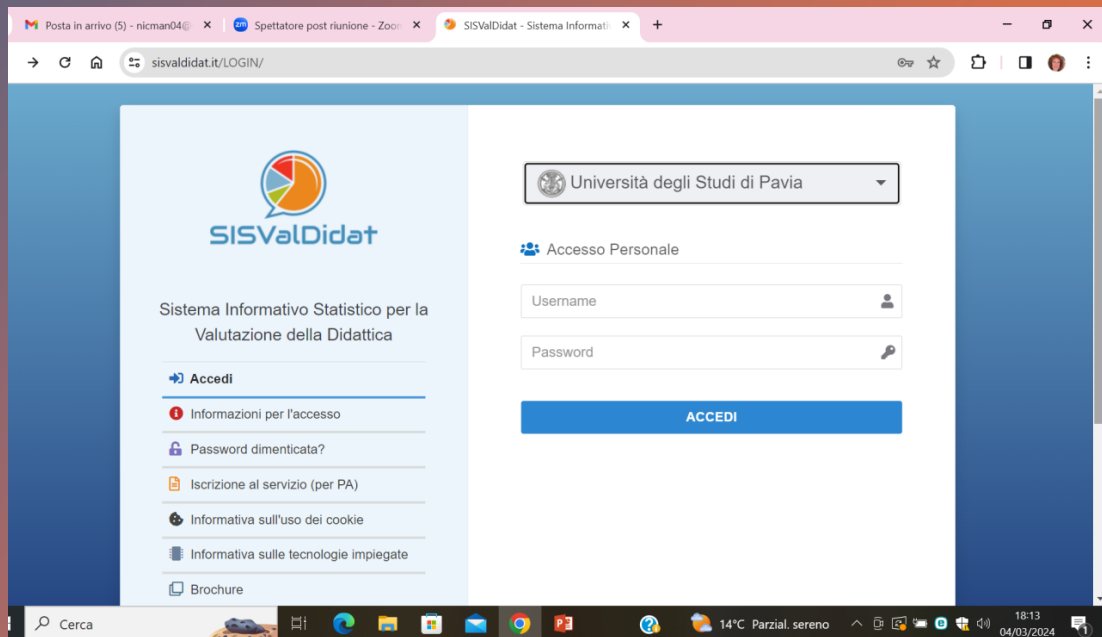 Posta in arrivo (5) - nicman04@
zm Spettatore post riunione - Zoom
SISValDidat - Sistema Informati
sisvaldidat.it/LOGIN/
SISValDidat
Sistema Informativo Statistico per la
Valutazione della Didattica
Accedi
Informazioni per l'accesso
Password dimenticata?
Iscrizione al servizio (per PA)
Informativa sull'uso dei cookie
Informativa sulle tecnologie impiegate
Brochure
Università degli Studi di Pavia
Accesso Personale
Username
Password
ACCEDI
Cerca
14°C Parzial. sereno
18:13
04/03/2024
1